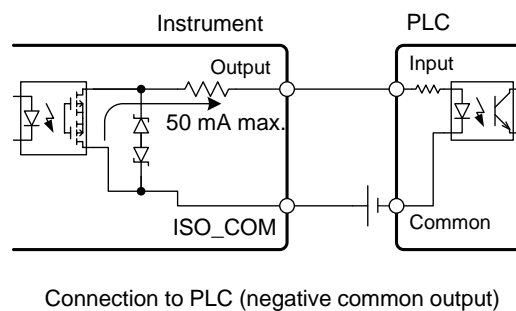 Instrument
PLC
Output
Input
50 mA max.
ISO_COM
Common
Connection to PLC (negative common output)